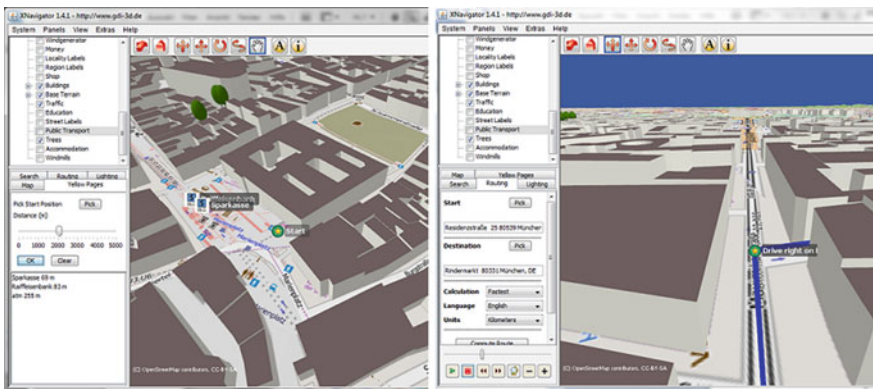 XNavigator 1.4.1 - http://www.gdi-3d.de
System Panels View Extras Help
Windgenerator
Money
Locality Labels
Region Labels
Shop
Buildings
Base Terrain
Traffic
Education
Street Labels
Public Transport
Trees
Accommodation
Windmills
Search Routing Lighting
Map Yellow Pages
Pick Start Position Pick
Distance (M)
0 1000 2000 3000 4000 5000
OK Clear
Sparkasse 69 m
Raiffeisenbank 83 m
atm 255 m
Sparkasse
Start
Marienplatz
Marienplatz
(C) OpenStreetMap contributors, CC-BY-SA
XNavigator 1.4.1 - http://www.gdi-3d.de
System Panels View Extras Help
Windgenerator
Money
Locality Labels
Region Labels
Shop
Buildings
Base Terrain
Traffic
Education
Street Labels
Public Transport
Trees
Accommodation
Windmills
Map Yellow Pages
Search Routing Lighting
Start Pick
Residenzstraße 25 80539 München
Destination Pick
Rindermarkt 80331 München, DE
Calculation Fastest
Language English
Units Kilometers
Compute Route
Drive right on
(C) OpenStreetMap contributors, CC-BY-SA